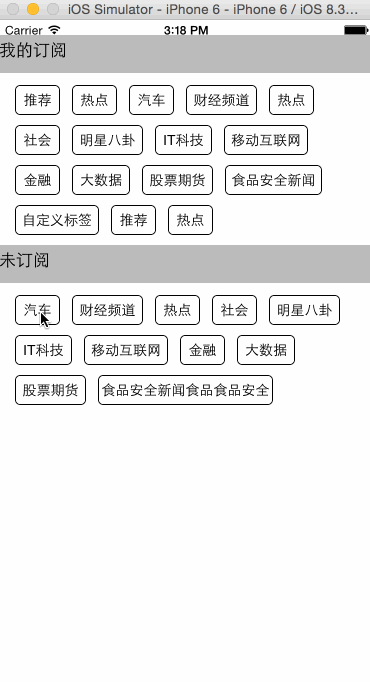 iOS Simulator - iPhone 6 - iPhone 6 / iOS 8.3...
Carrier 3:18 PM
我的订阅
推荐 热点 汽车 财经频道 热点
社会 明星八卦 IT科技 移动互联网
金融 大数据 股票期货 食品安全新闻
自定义标签 推荐 热点
未订阅
汽车 财经频道 热点 社会 明星八卦
IT科技 移动互联网 金融 大数据
股票期货 食品安全新闻食品食品安全